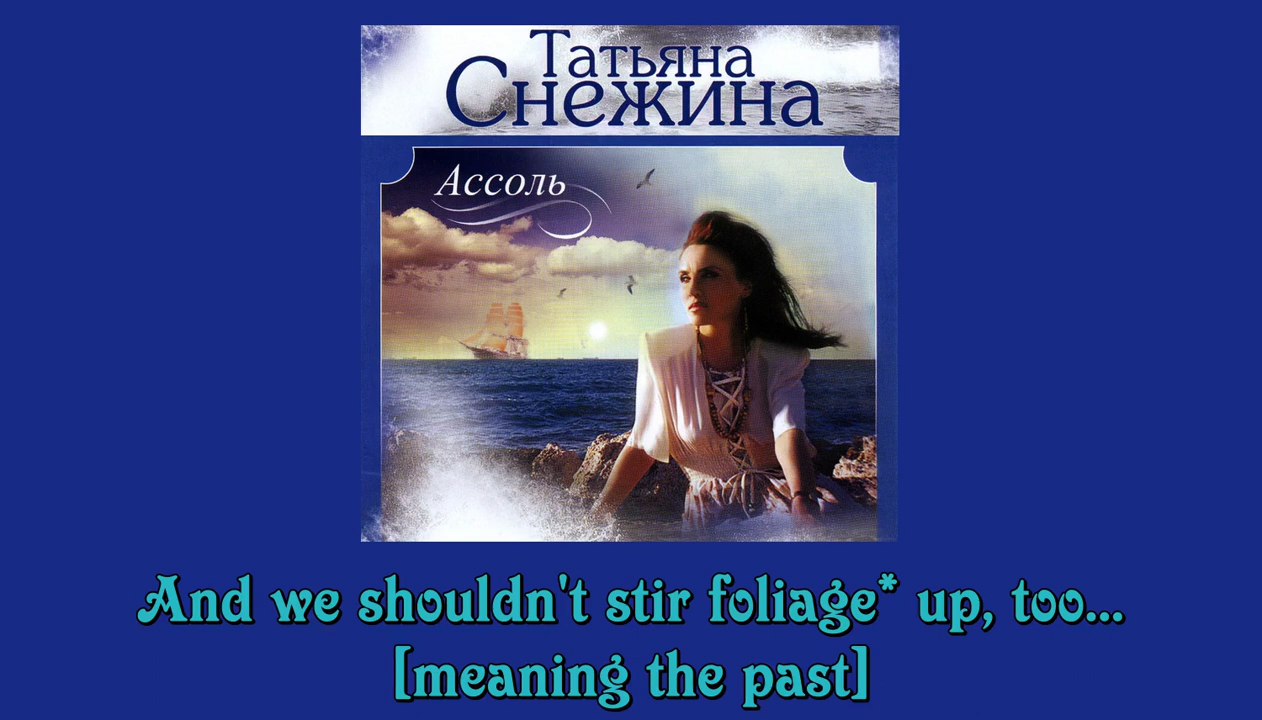 Татьяна
Снежина
Ассоль
And we shouldn't stir foliage* up, too...
[meaning the past]